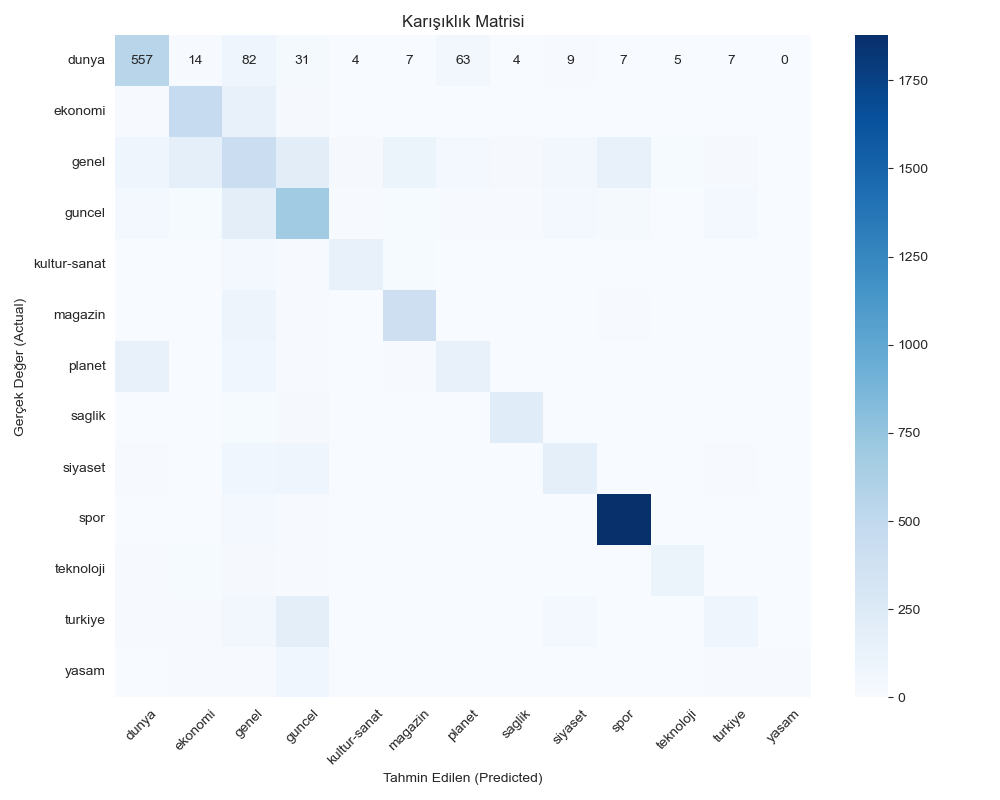 Karışıklık Matrisi
dunya 557 14 82 31 4 7 63 4 9 7 5 7 0
ekonomi
genel
guncel
kultur-sanat
magazin
planet
saglik
siyaset
spor
teknoloji
turkiye
yasam
Gerçek Değer (Actual)
dunya ekonomi genel guncel kultur-sanat magazin planet saglik siyaset spor teknoloji turkiye yasam
Tahmin Edilen (Predicted)
1750
1500
1250
1000
750
500
250
0